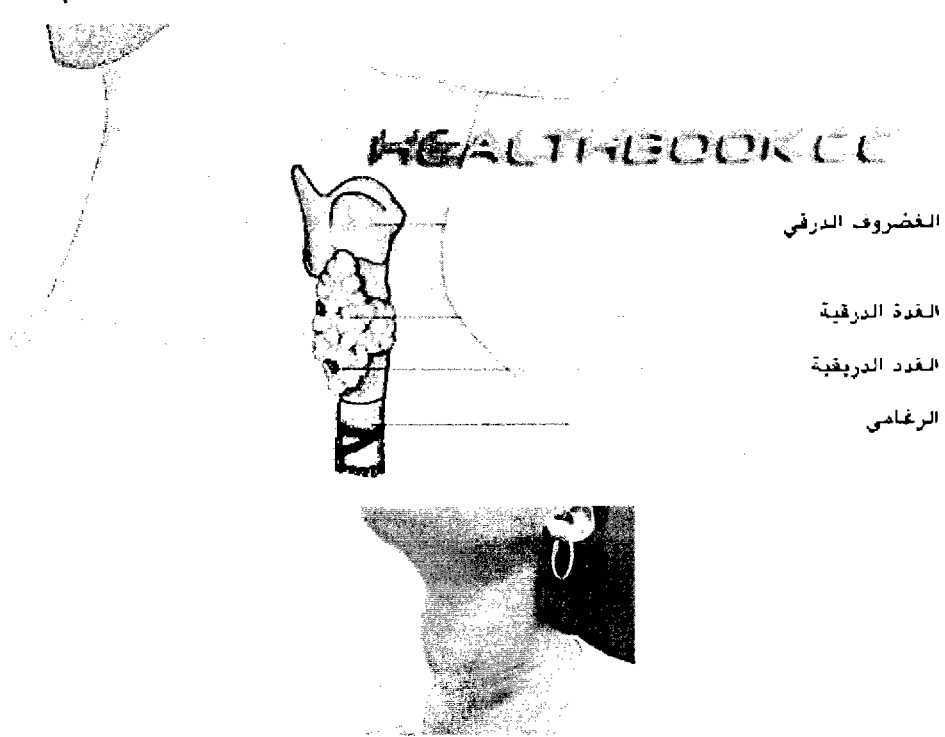 HEALTHBOOK CC
الغضروف الدرقي
الغدة الدرقية
الغدد الدريقية
الرغامى